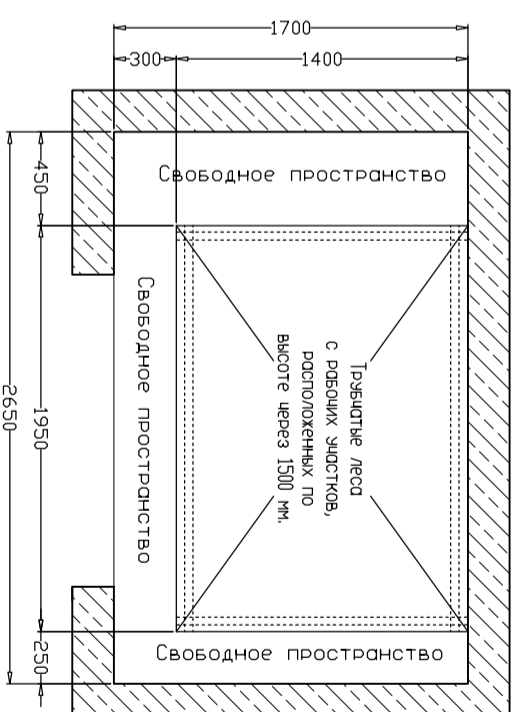 1700
300
1400
Свободное пространство
450
Свободное пространство
Трубчатые леса
с рабочих участков,
расположенных по
высоте через 1500 мм.
1950
2650
Свободное пространство
250